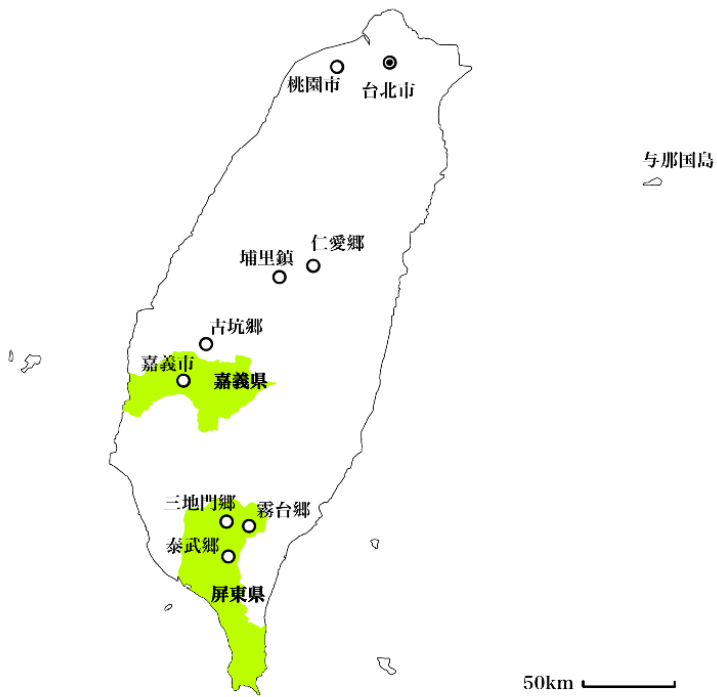 桃園市
台北市
与那国島
仁愛郷
埔里鎮
古坑郷
嘉義市
嘉義県
三地門郷
霧台郷
泰武郷
屏東県
50km